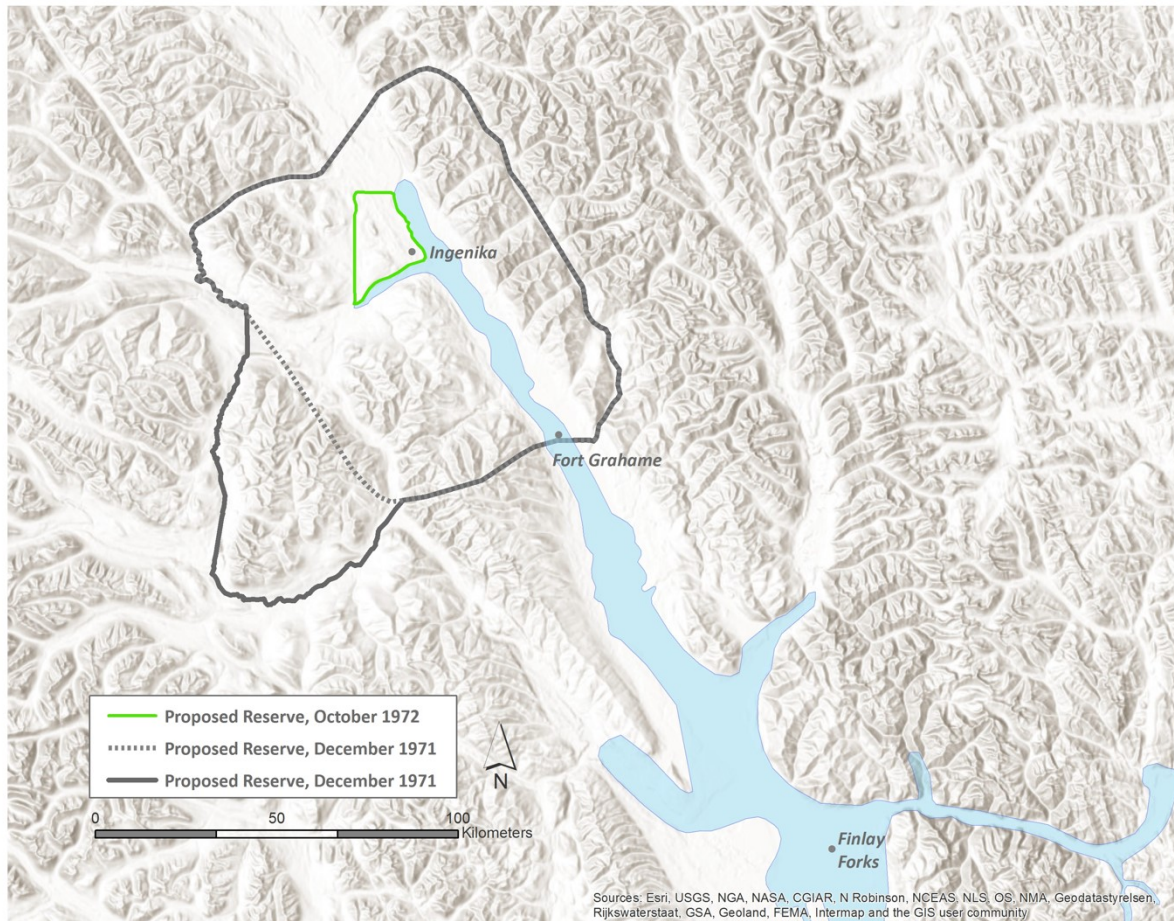 Ingenika
Fort Grahame
Proposed Reserve, October 1972
Proposed Reserve, December 1971
Proposed Reserve, December 1971
N
0 50 100
Kilometers
Finlay
Forks
Sources: Esri, USGS, NGA, NASA, CGIAR, N Robinson, NCEAS, NLS, OS, NMA, Geodatastyrelsen,
Rijkswaterstaat, GSA, Geoland, FEMA, Intermap and the GIS user community